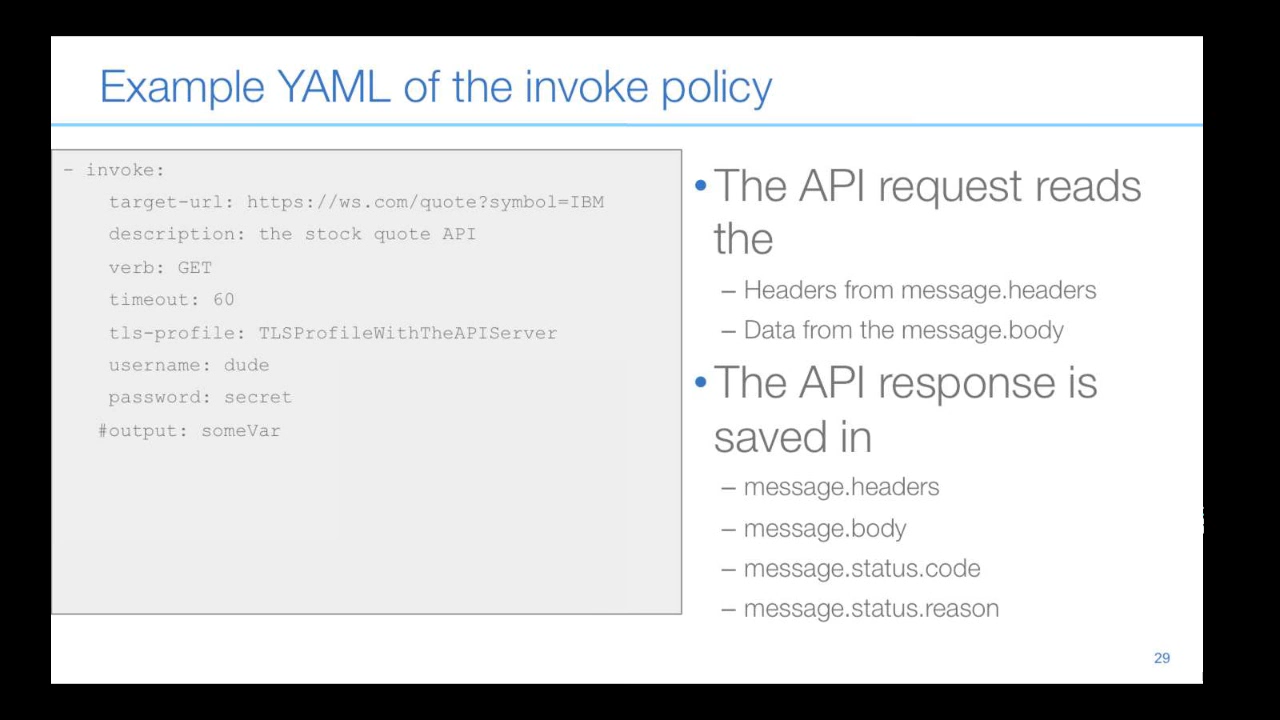 Example YAML of the invoke policy
- invoke:
target-url: https://ws.com/quote?symbol=IBM
description: the stock quote API
verb: GET
timeout: 60
tls-profile: TLSProfileWithTheAPIServer
username: dude
password: secret
#output: someVar
•The API request reads
the
– Headers from message.headers
– Data from the message.body
•The API response is
saved in
– message.headers
– message.body
– message.status.code
– message.status.reason
29